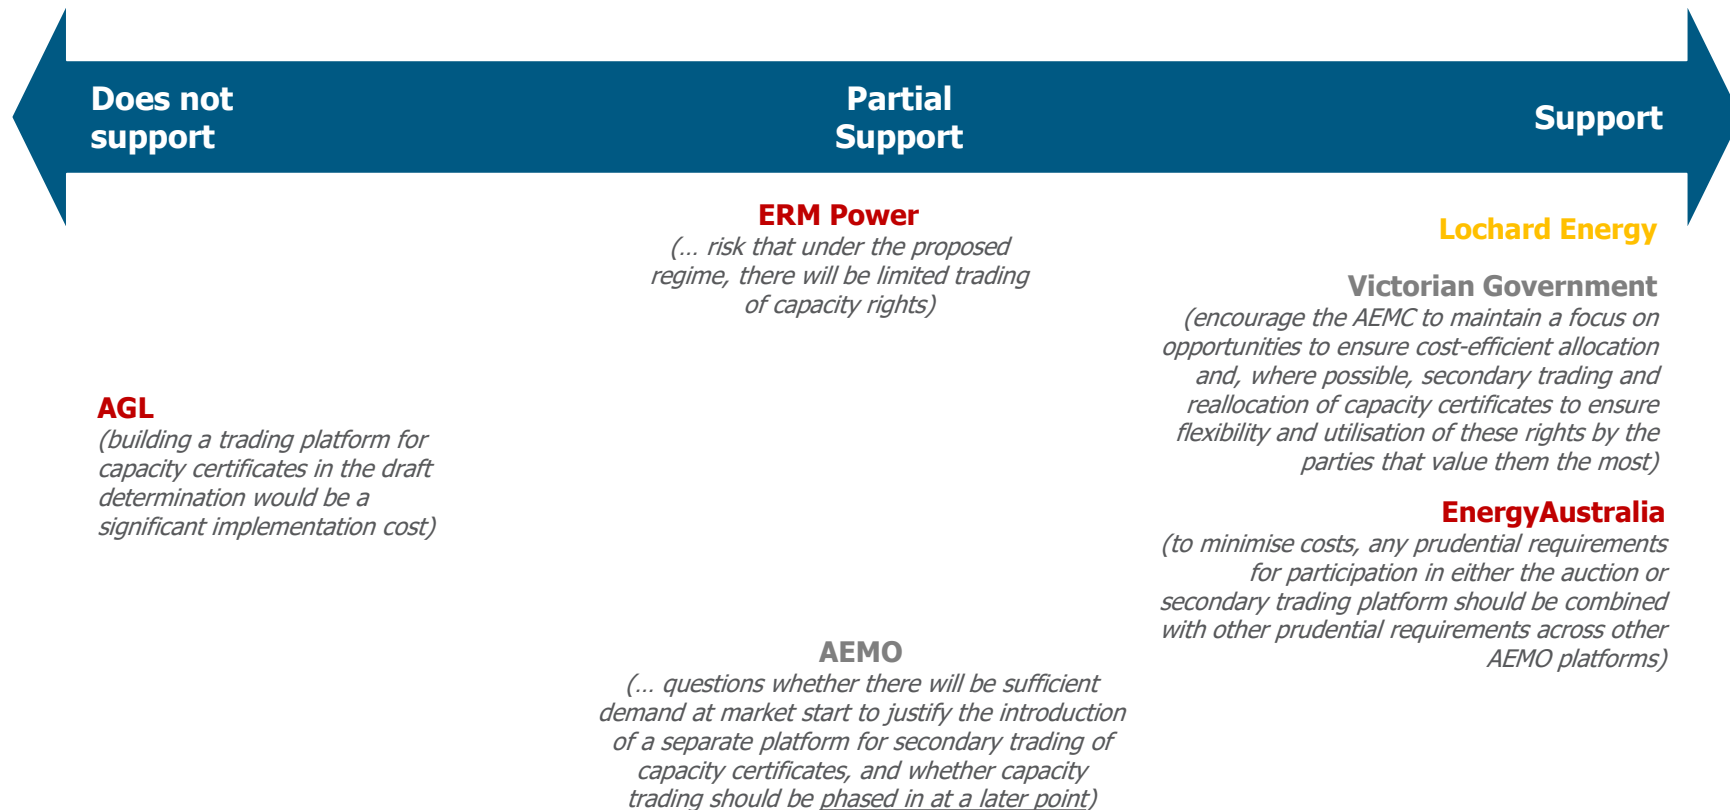 Does not
support
Partial
Support
Support
ERM Power
(... risk that under the proposed
regime, there will be limited trading
of capacity rights)
Lochard Energy
Victorian Government
(encourage the AEMC to maintain a focus on
opportunities to ensure cost-efficient allocation
and, where possible, secondary trading and
reallocation of capacity certificates to ensure
flexibility and utilisation of these rights by the
parties that value them the most)
AGL
(building a trading platform for
capacity certificates in the draft
determination would be a
significant implementation cost)
EnergyAustralia
(to minimise costs, any prudential requirements
for participation in either the auction or
secondary trading platform should be combined
with other prudential requirements across other
AEMO platforms)
AEMO
(... questions whether there will be sufficient
demand at market start to justify the introduction
of a separate platform for secondary trading of
capacity certificates, and whether capacity
trading should be phased in at a later point)